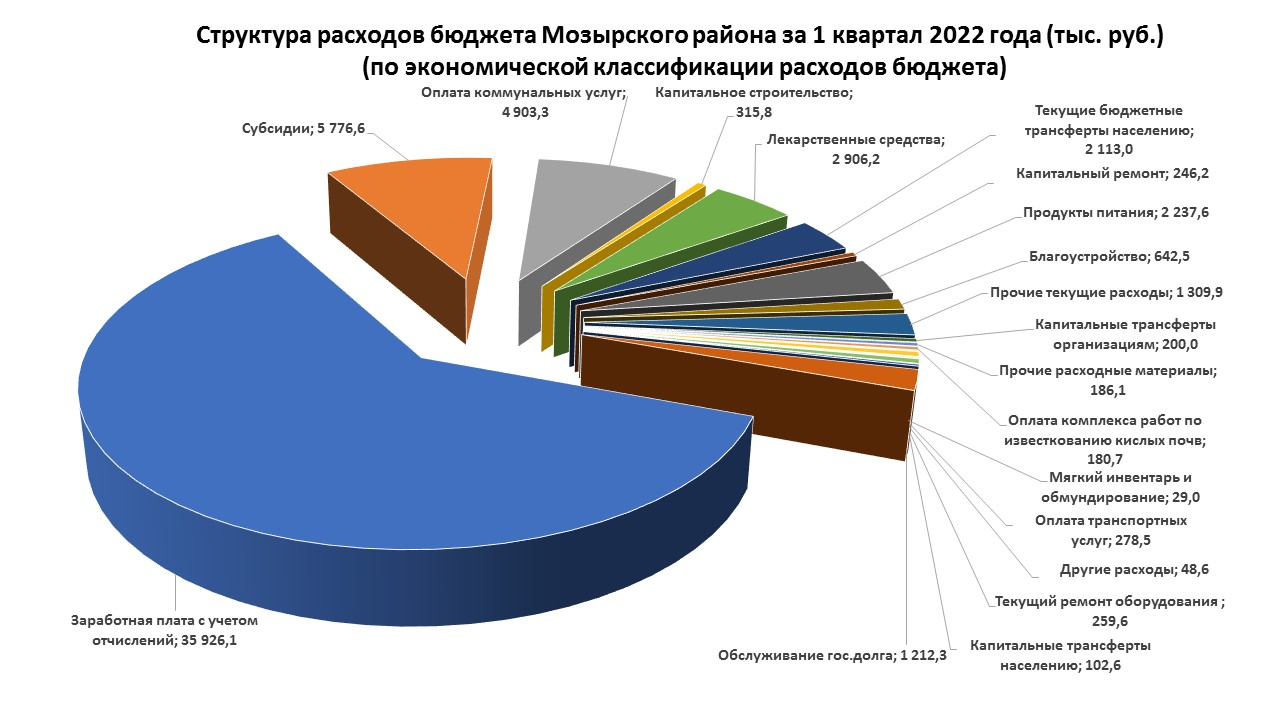 Структура расходов бюджета Мозырского района за 1 квартал 2022 года (тыс. руб.)
(по экономической классификации расходов бюджета)
Оплата коммунальных услуг;
4 903,3
Капитальное строительство;
315,8
Субсидии; 5 776,6
Лекарственные средства;
2 906,2
Текущие бюджетные
трансферты населению;
2 113,0
Капитальный ремонт; 246,2
Продукты питания; 2 237,6
Благоустройство; 642,5
Прочие текущие расходы; 1 309,9
Капитальные трансферты
организациям; 200,0
Прочие расходные материалы;
186,1
Оплата комплекса работ по
известкованию кислых почв;
180,7
Мягкий инвентарь и
обмундирование; 29,0
Оплата транспортных
услуг; 278,5
Другие расходы; 48,6
Текущий ремонт оборудования ;
259,6
Капитальные трансферты
населению; 102,6
Обслуживание гос.долга; 1 212,3
Заработная плата с учетом
отчислений; 35 926,1